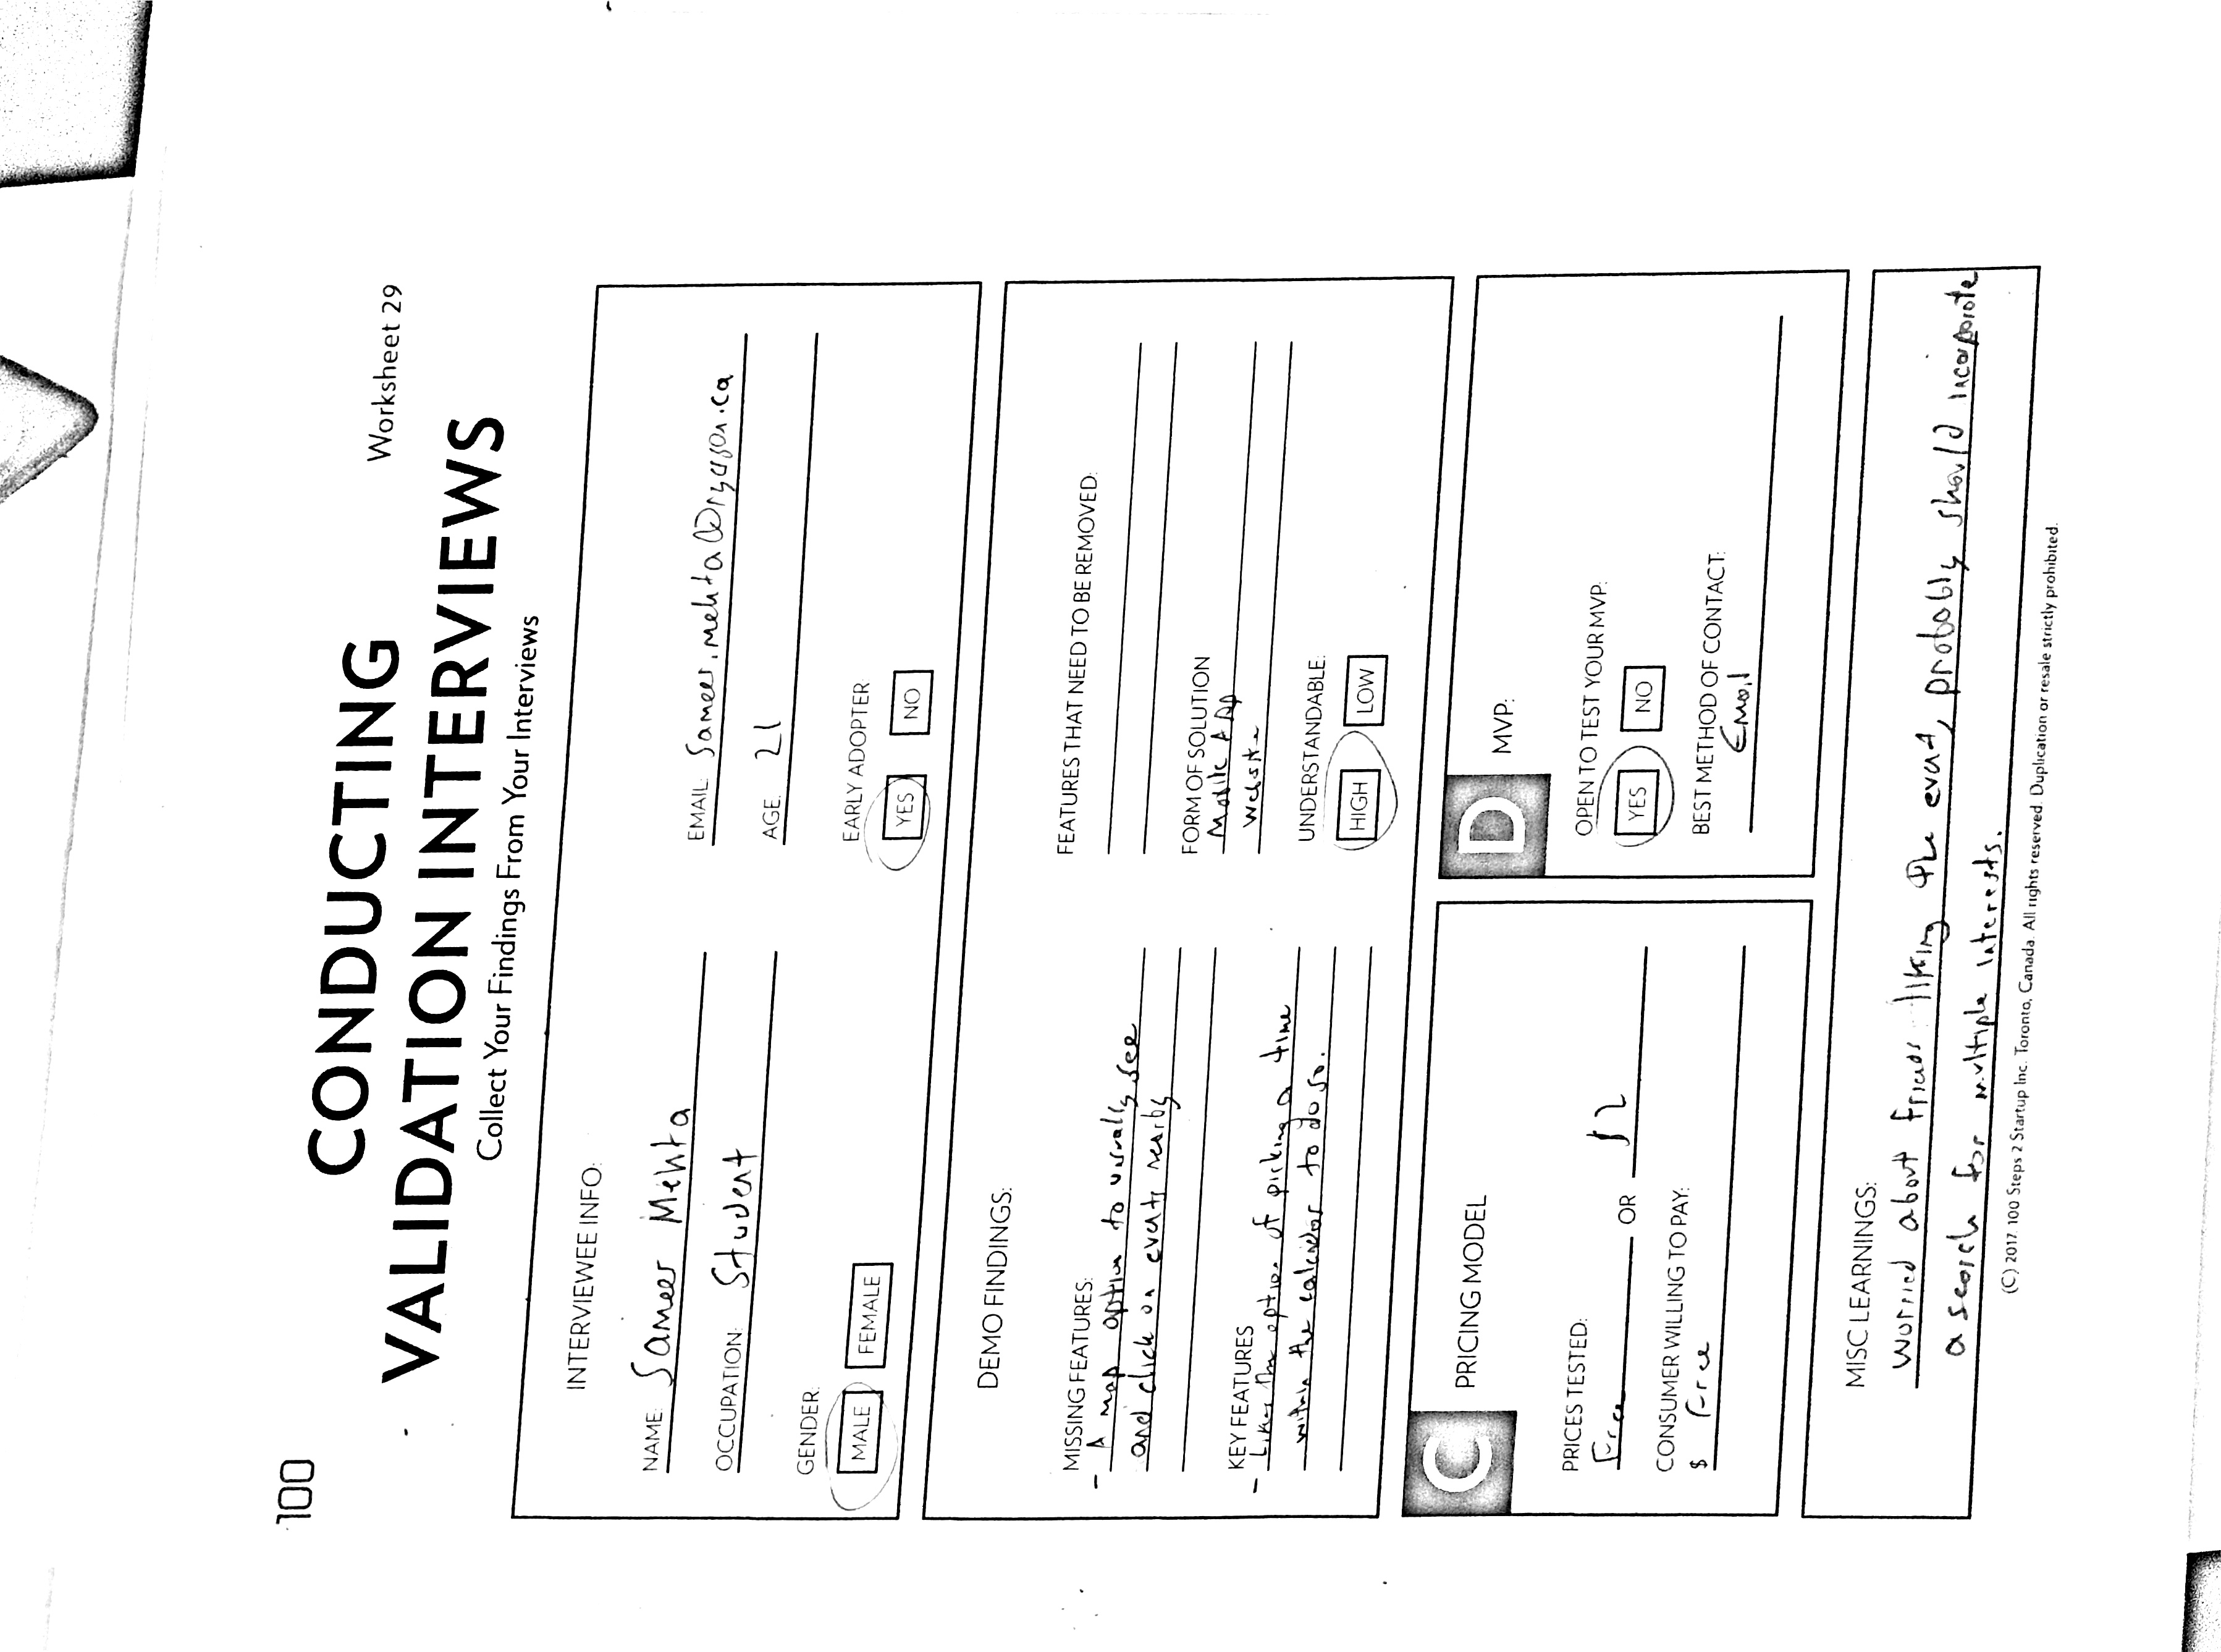 100
CONDUCTING
Worksheet 29
VALIDATION INTERVIEWS
Collect Your Findings From Your Interviews
INTERVIEWEE INFO:
NAME: Sameer Mehta
EMAIL: Sameer.mehta@ryerson.ca
OCCUPATION: Student
AGE: 21
GENDER:
MALE FEMALE
EARLY ADOPTER
YES NO
DEMO FINDINGS:
MISSING FEATURES:
- A map option to visually see
and click on events nearby
FEATURES THAT NEED TO BE REMOVED:
FORM OF SOLUTION
Mobile App
Website
KEY FEATURES
- Likes the option of picking a time
within the calendar to do so.
UNDERSTANDABLE:
HIGH LOW
C PRICING MODEL
PRICES TESTED:
Free OR $2
CONSUMER WILLING TO PAY:
$ Free
D MVP:
OPEN TO TEST YOUR MVP:
YES NO
BEST METHOD OF CONTACT:
Email
MISC LEARNINGS:
worried about friends liking the event, probably should incorporate
a search for multiple interests.
(C) 2017 100 Steps 2 Startup Inc. Toronto, Canada. All rights reserved. Duplication or resale strictly prohibited.